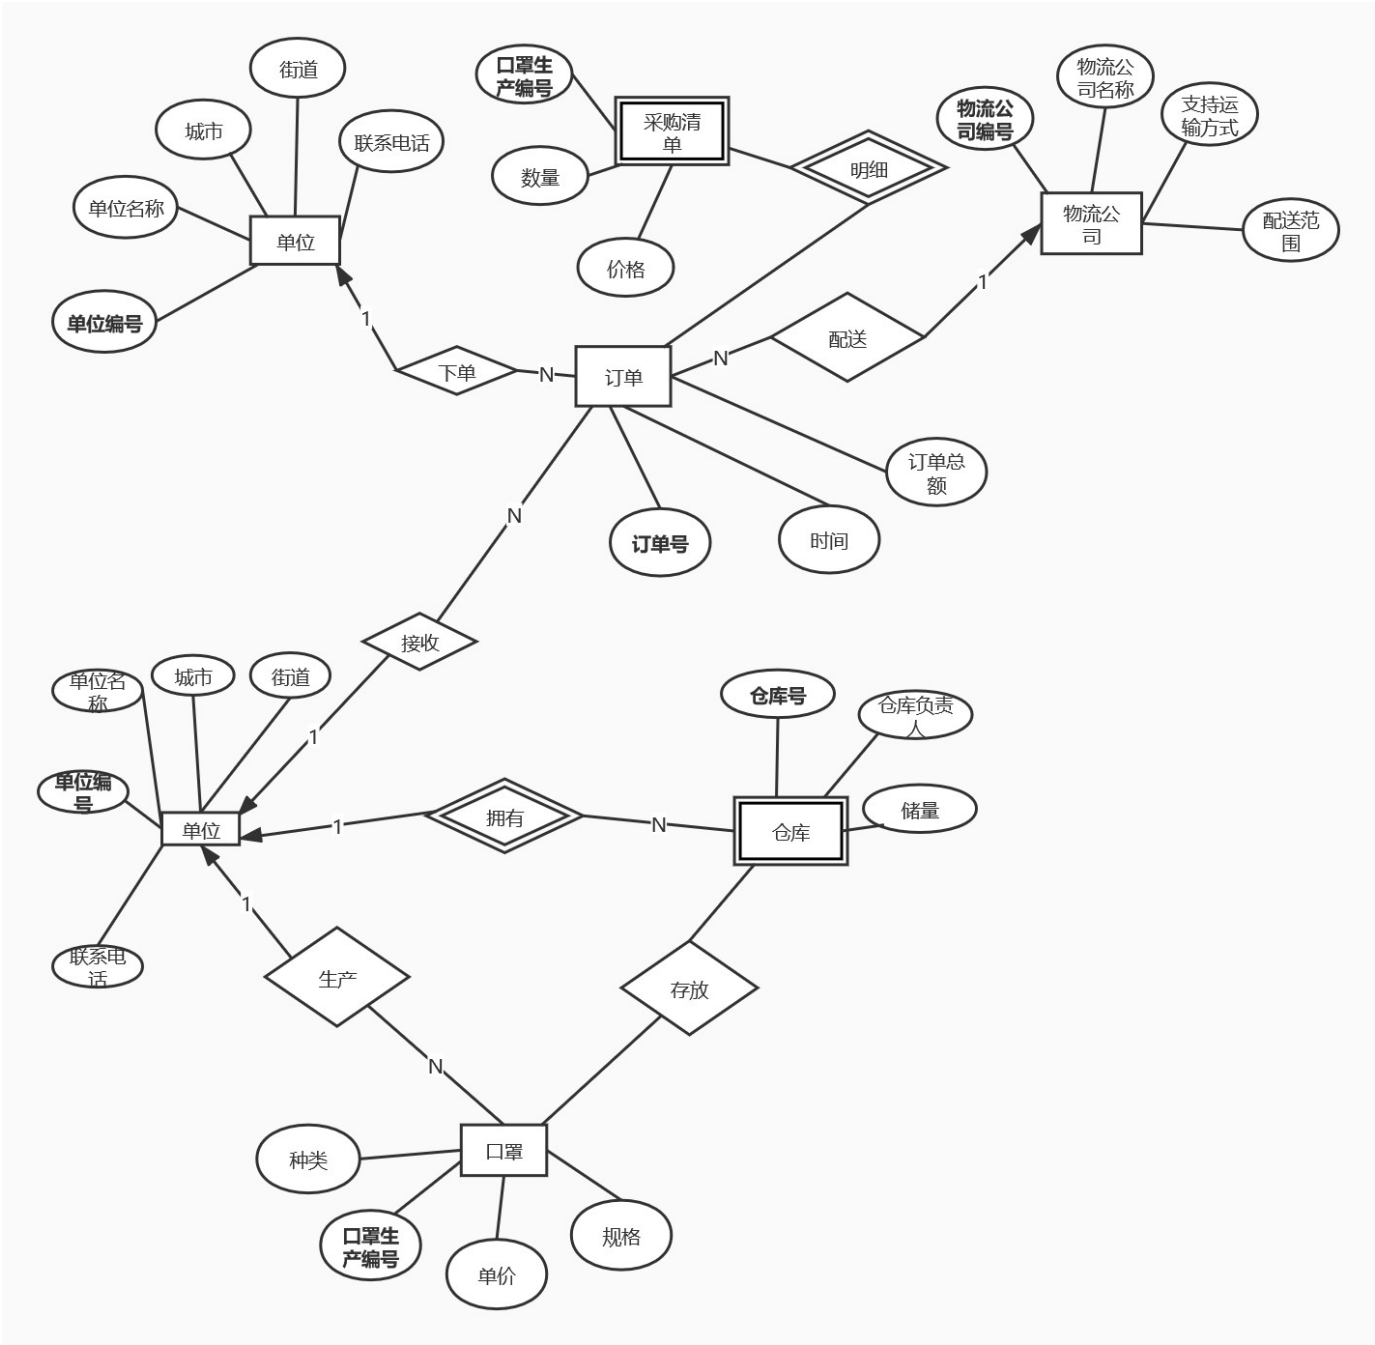 街道
城市
联系电话
单位名称
单位
单位编号
口罩生
产编号
采购清
单
数量
价格
明细
物流公
司编号
物流公
司名称
支持运
输方式
物流公
司
配送范
围
1
下单
N
订单
N
配送
1
订单总
额
时间
订单号
N
接收
1
单位名
称
城市
街道
单位编
号
单位
联系电
话
1
拥有
N
仓库号
仓库负责
人
仓库
储量
1
生产
N
存放
口罩
种类
口罩生
产编号
单价
规格